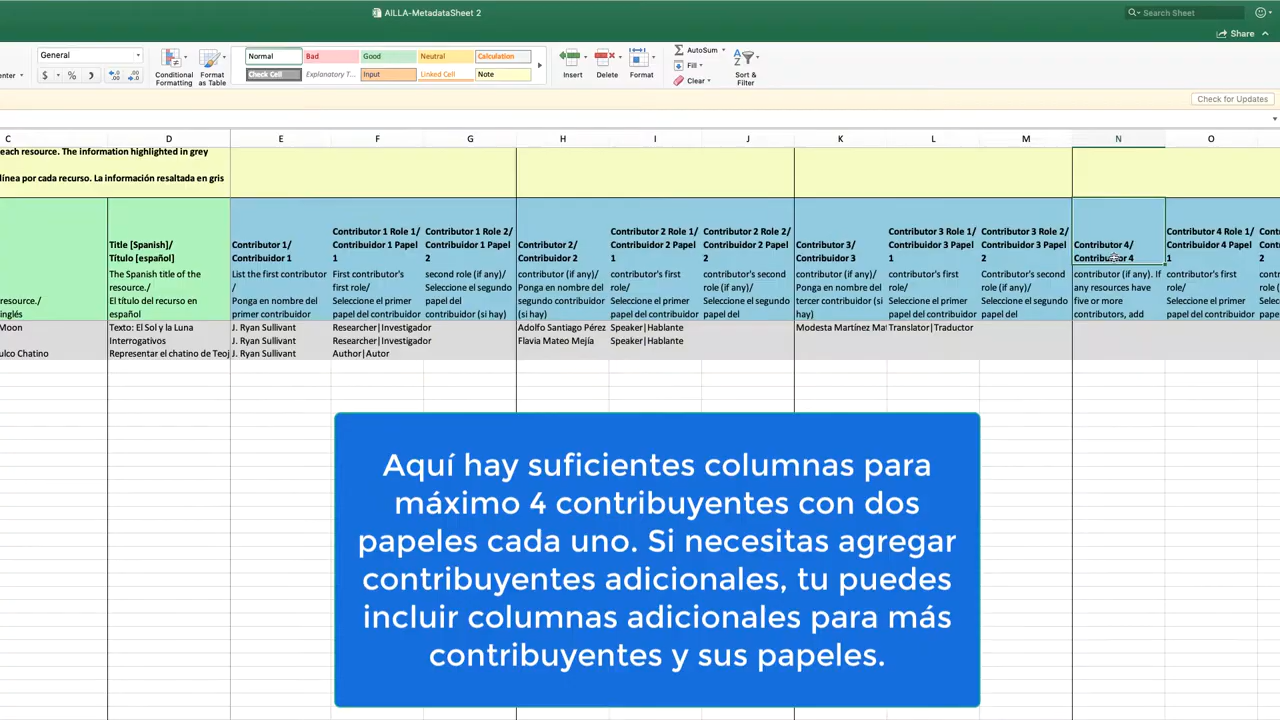 AILLA-MetadataSheet 2
Search Sheet
Share
General
Conditional
Formatting
Format
as Table
Normal
Bad
Good
Neutral
Calculation
Check Cell
Explanatory T...
Input
Linked Cell
Note
Insert
Delete
Format
AutoSum
Fill
Clear
Sort &
Filter
Check for Updates
C D E F G H I J K L M N O
each resource. The information highlighted in grey
línea por cada recurso. La información resaltada en gris
Title [Spanish]/
Título [español]
Contributor 1/
Contribuidor 1
Contributor 1 Role 1/
Contribuidor 1 Papel
1
Contributor 1 Role 2/
Contribuidor 1 Papel
2
Contributor 2/
Contribuidor 2
Contributor 2 Role 1/
Contribuidor 2 Papel
1
Contributor 2 Role 2/
Contribuidor 2 Papel
2
Contributor 3/
Contribuidor 3
Contributor 3 Role 1/
Contribuidor 3 Papel
1
Contributor 3 Role 2/
Contribuidor 3 Papel
2
Contributor 4/
Contribuidor 4
Contributor 4 Role 1/
Contribuidor 4 Papel
1
2
resource./
inglés
The Spanish title of the
resource./
El título del recurso en
español
List the first contributor
/
Ponga en nombre del
primer contribuidor
First contributor's
first role/
Seleccione el primer
papel del contribuidor
second role (if any)/
Seleccione el segundo
papel del
contribuidor (si hay)
contributor (if any)/
Ponga en nombre del
segundo contribuidor
(si hay)
contributor's first
role/
Seleccione el primer
papel del contribuidor
contributor's second
role (if any)/
Seleccione el segundo
papel del
contributor (if any)/
Ponga en nombre del
tercer contribuidor (si
hay)
contributor's first
role/
Seleccione el primer
papel del contribuidor
Contributor's second
role (if any)/
Seleccione el segundo
papel del
contributor (if any). If
any resources have
five or more
contributors, add
contributor's first
role/
Seleccione el primer
papel del contribuidor
Moon
Texto: El Sol y la Luna
J. Ryan Sullivant
Researcher|Investigador
Adolfo Santiago Pérez
Speaker|Hablante
Modesta Martínez Ma
Translator|Traductor
Interrogativos
J. Ryan Sullivant
Researcher|Investigador
Flavia Mateo Mejía
Speaker|Hablante
ulco Chatino
Representar el chatino de Teoj
J. Ryan Sullivant
Author|Autor
Aquí hay suficientes columnas para
máximo 4 contribuyentes con dos
papeles cada uno. Si necesitas agregar
contribuyentes adicionales, tu puedes
incluir columnas adicionales para más
contribuyentes y sus papeles.